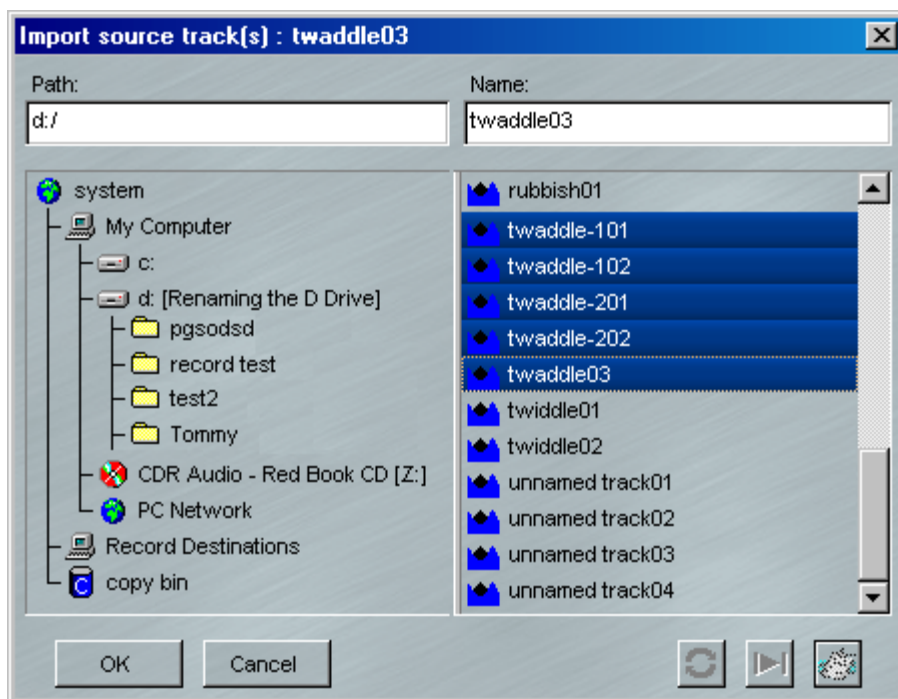 Import source track(s) : twaddle03
Path:
Name:
d:/
twaddle03
system
My Computer
c:
d: [Renaming the D Drive]
pgsodsd
record test
test2
Tommy
CDR Audio - Red Book CD [Z:]
PC Network
Record Destinations
C copy bin
rubbish01
twaddle-101
twaddle-102
twaddle-201
twaddle-202
twaddle03
twiddle01
twiddle02
unnamed track01
unnamed track02
unnamed track03
unnamed track04
OK
Cancel